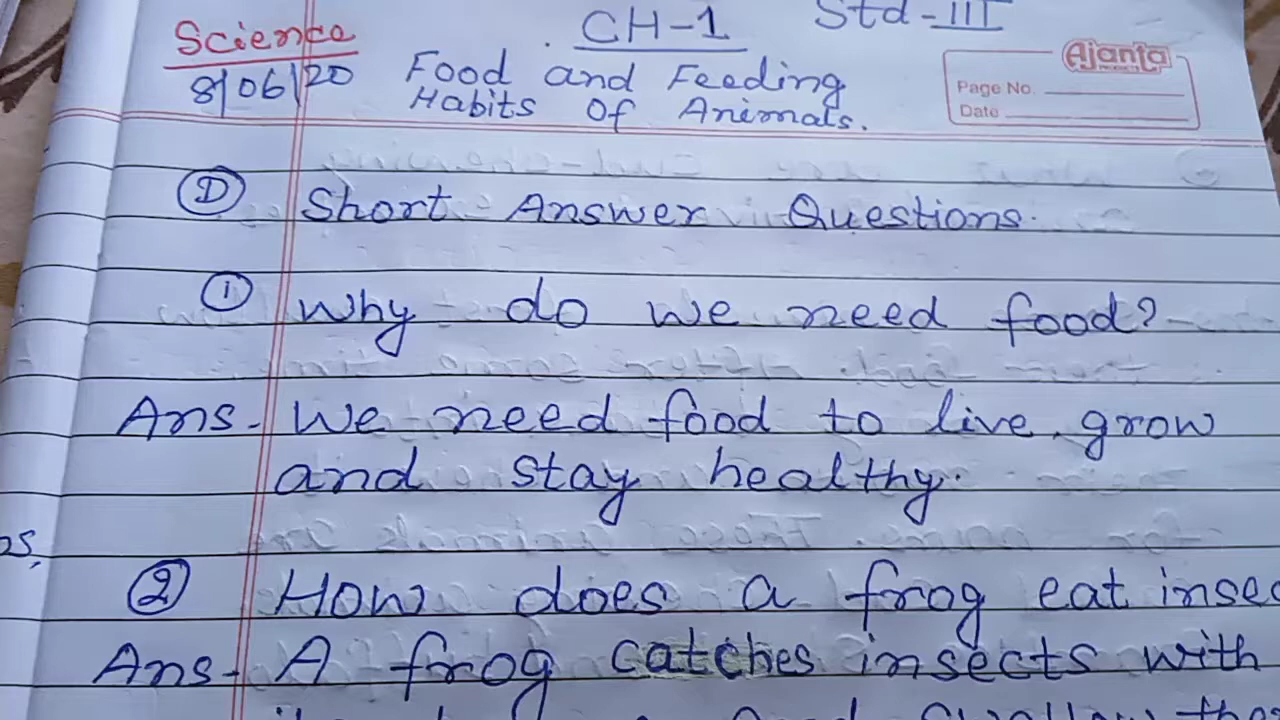 Science CH-1 Std-III
8/06/20 Food and Feeding
Habits Of Animals.
Ajanta
Page No.
Date
D Short Answer Questions.
1 Why do we need food?
Ans- We need food to live, grow
and stay healthy.
2 How does a frog eat insec
Ans- A frog catches insects with